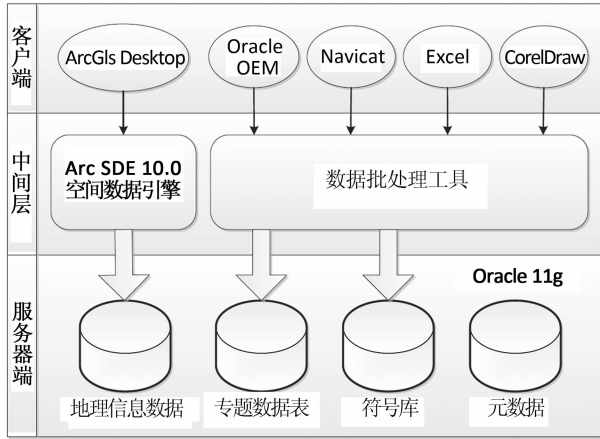 客户端
ArcGIs Desktop
Oracle
OEM
Navicat
Excel
CorelDraw
中间层
Arc SDE 10.0
空间数据引擎
数据批处理工具
服务器端
Oracle 11g
地理信息数据
专题数据表
符号库
元数据